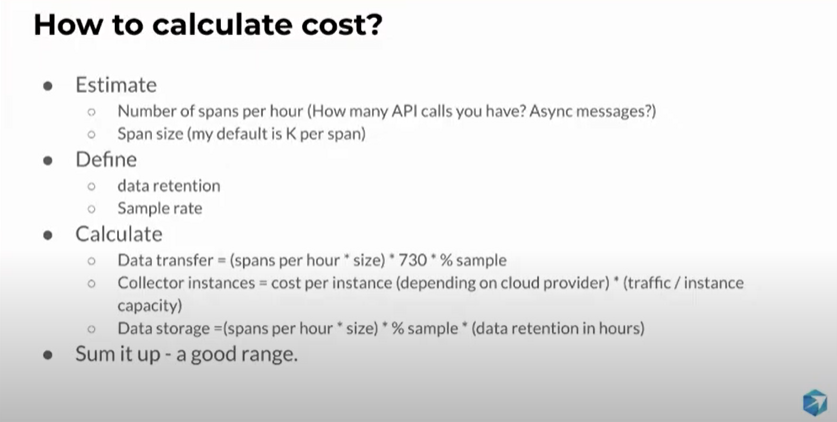 How to calculate cost?
● Estimate
○ Number of spans per hour (How many API calls you have? Async messages?)
○ Span size (my default is K per span)
● Define
○ data retention
○ Sample rate
● Calculate
○ Data transfer = (spans per hour * size) * 730 * % sample
○ Collector instances = cost per instance (depending on cloud provider) * (traffic / instance
capacity)
○ Data storage =(spans per hour * size) * % sample * (data retention in hours)
● Sum it up - a good range.